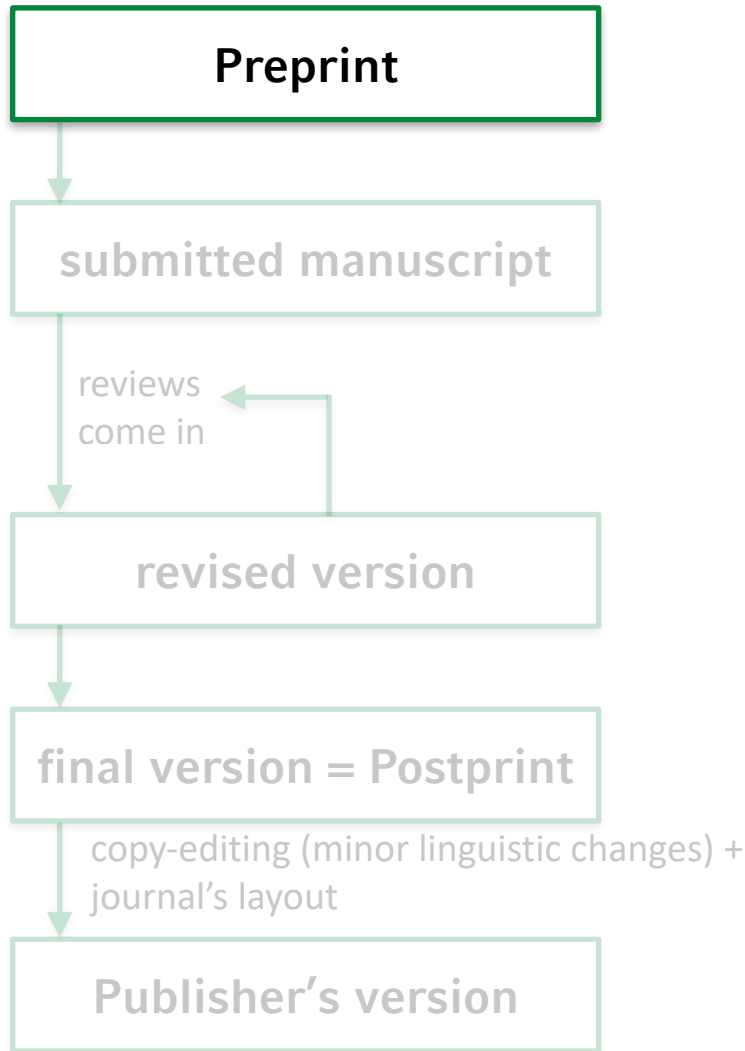 Preprint
submitted manuscript
reviews
come in
revised version
final version = Postprint
copy-editing (minor linguistic changes) +
journal’s layout
Publisher’s version